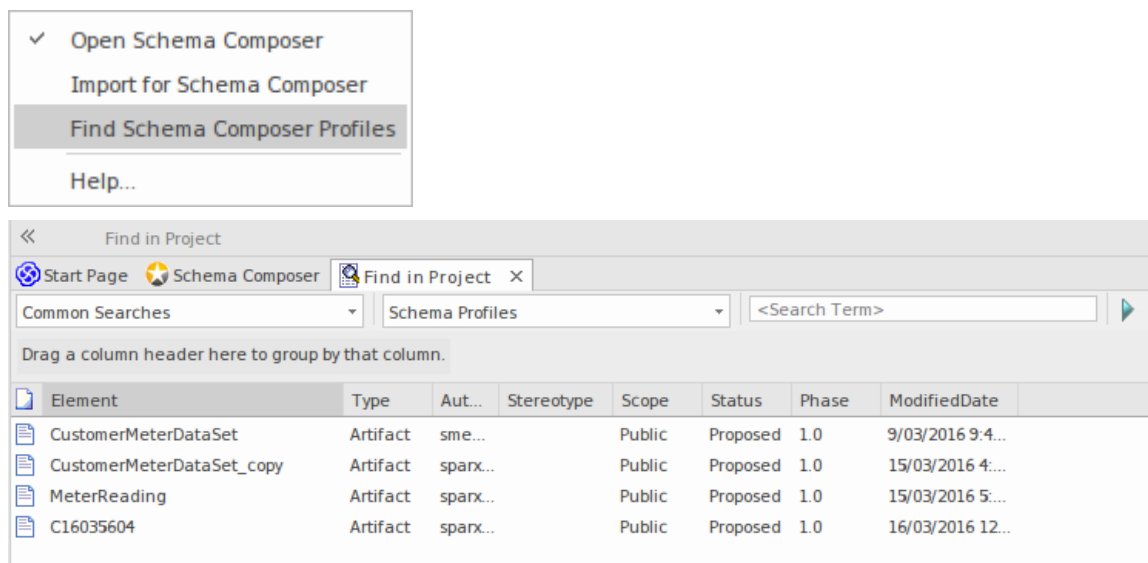 Open Schema Composer
Import for Schema Composer
Find Schema Composer Profiles
Help...
Find in Project
Start Page Schema Composer Find in Project
Common Searches Schema Profiles <Search Term>
Drag a column header here to group by that column.
Element Type Aut... Stereotype Scope Status Phase ModifiedDate
CustomerMeterDataSet Artifact sme... Public Proposed 1.0 9/03/2016 9:4...
CustomerMeterDataSet_copy Artifact sparx... Public Proposed 1.0 15/03/2016 4:...
MeterReading Artifact sparx... Public Proposed 1.0 15/03/2016 5:...
C16035604 Artifact sparx... Public Proposed 1.0 16/03/2016 12...